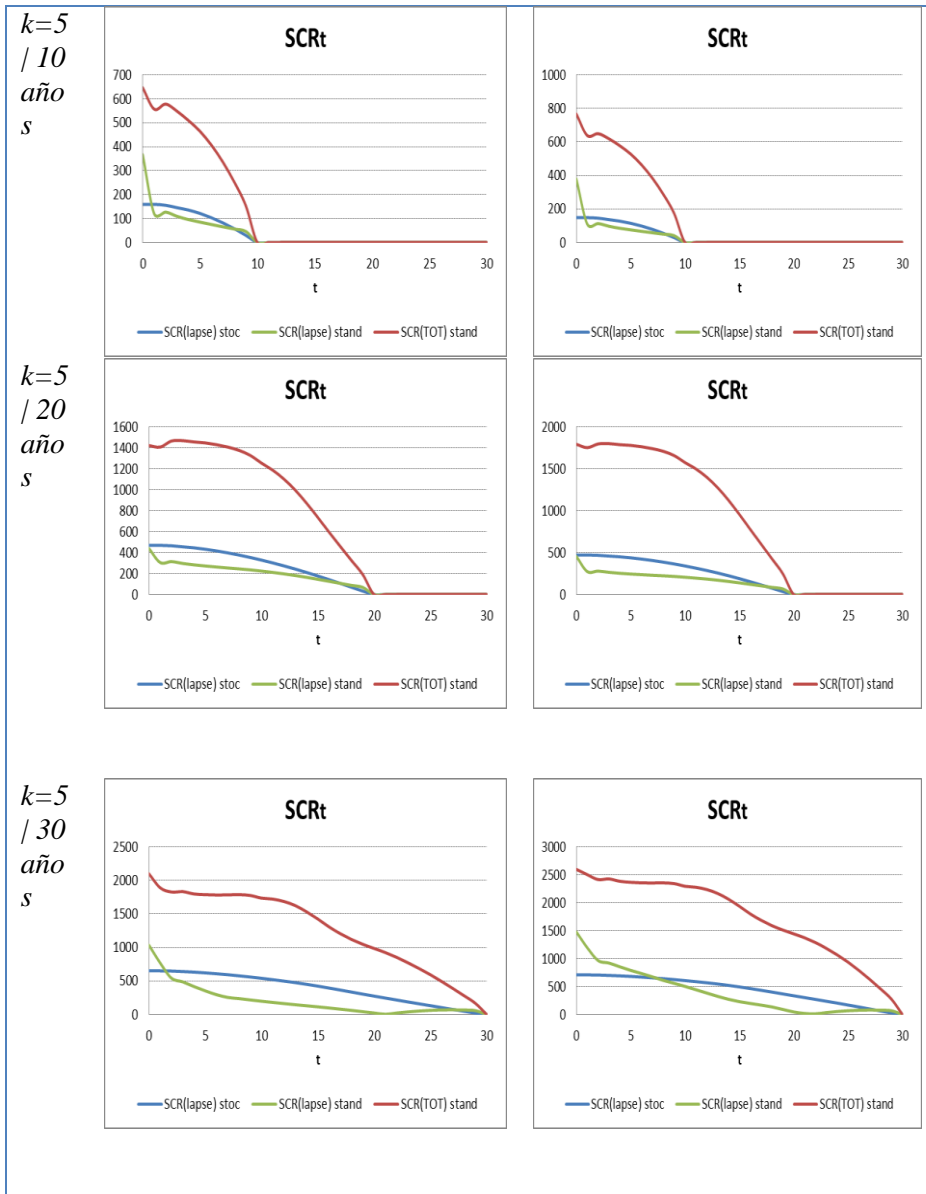 k=5
| 10
año
s
SCRt
700
600
500
400
300
200
100
0
0 5 10 15 20 25 30
t
SCR(lapse) stoc SCR(lapse) stand SCR(TOT) stand
SCRt
1000
800
600
400
200
0
0 5 10 15 20 25 30
t
SCR(lapse) stoc SCR(lapse) stand SCR(TOT) stand
k=5
| 20
año
s
SCRt
1600
1400
1200
1000
800
600
400
200
0
0 5 10 15 20 25 30
t
SCR(lapse) stoc SCR(lapse) stand SCR(TOT) stand
SCRt
2000
1500
1000
500
0
0 5 10 15 20 25 30
t
SCR(lapse) stoc SCR(lapse) stand SCR(TOT) stand
k=5
| 30
año
s
SCRt
2500
2000
1500
1000
500
0
0 5 10 15 20 25 30
t
SCR(lapse) stoc SCR(lapse) stand SCR(TOT) stand
SCRt
3000
2500
2000
1500
1000
500
0
0 5 10 15 20 25 30
t
SCR(lapse) stoc SCR(lapse) stand SCR(TOT) stand